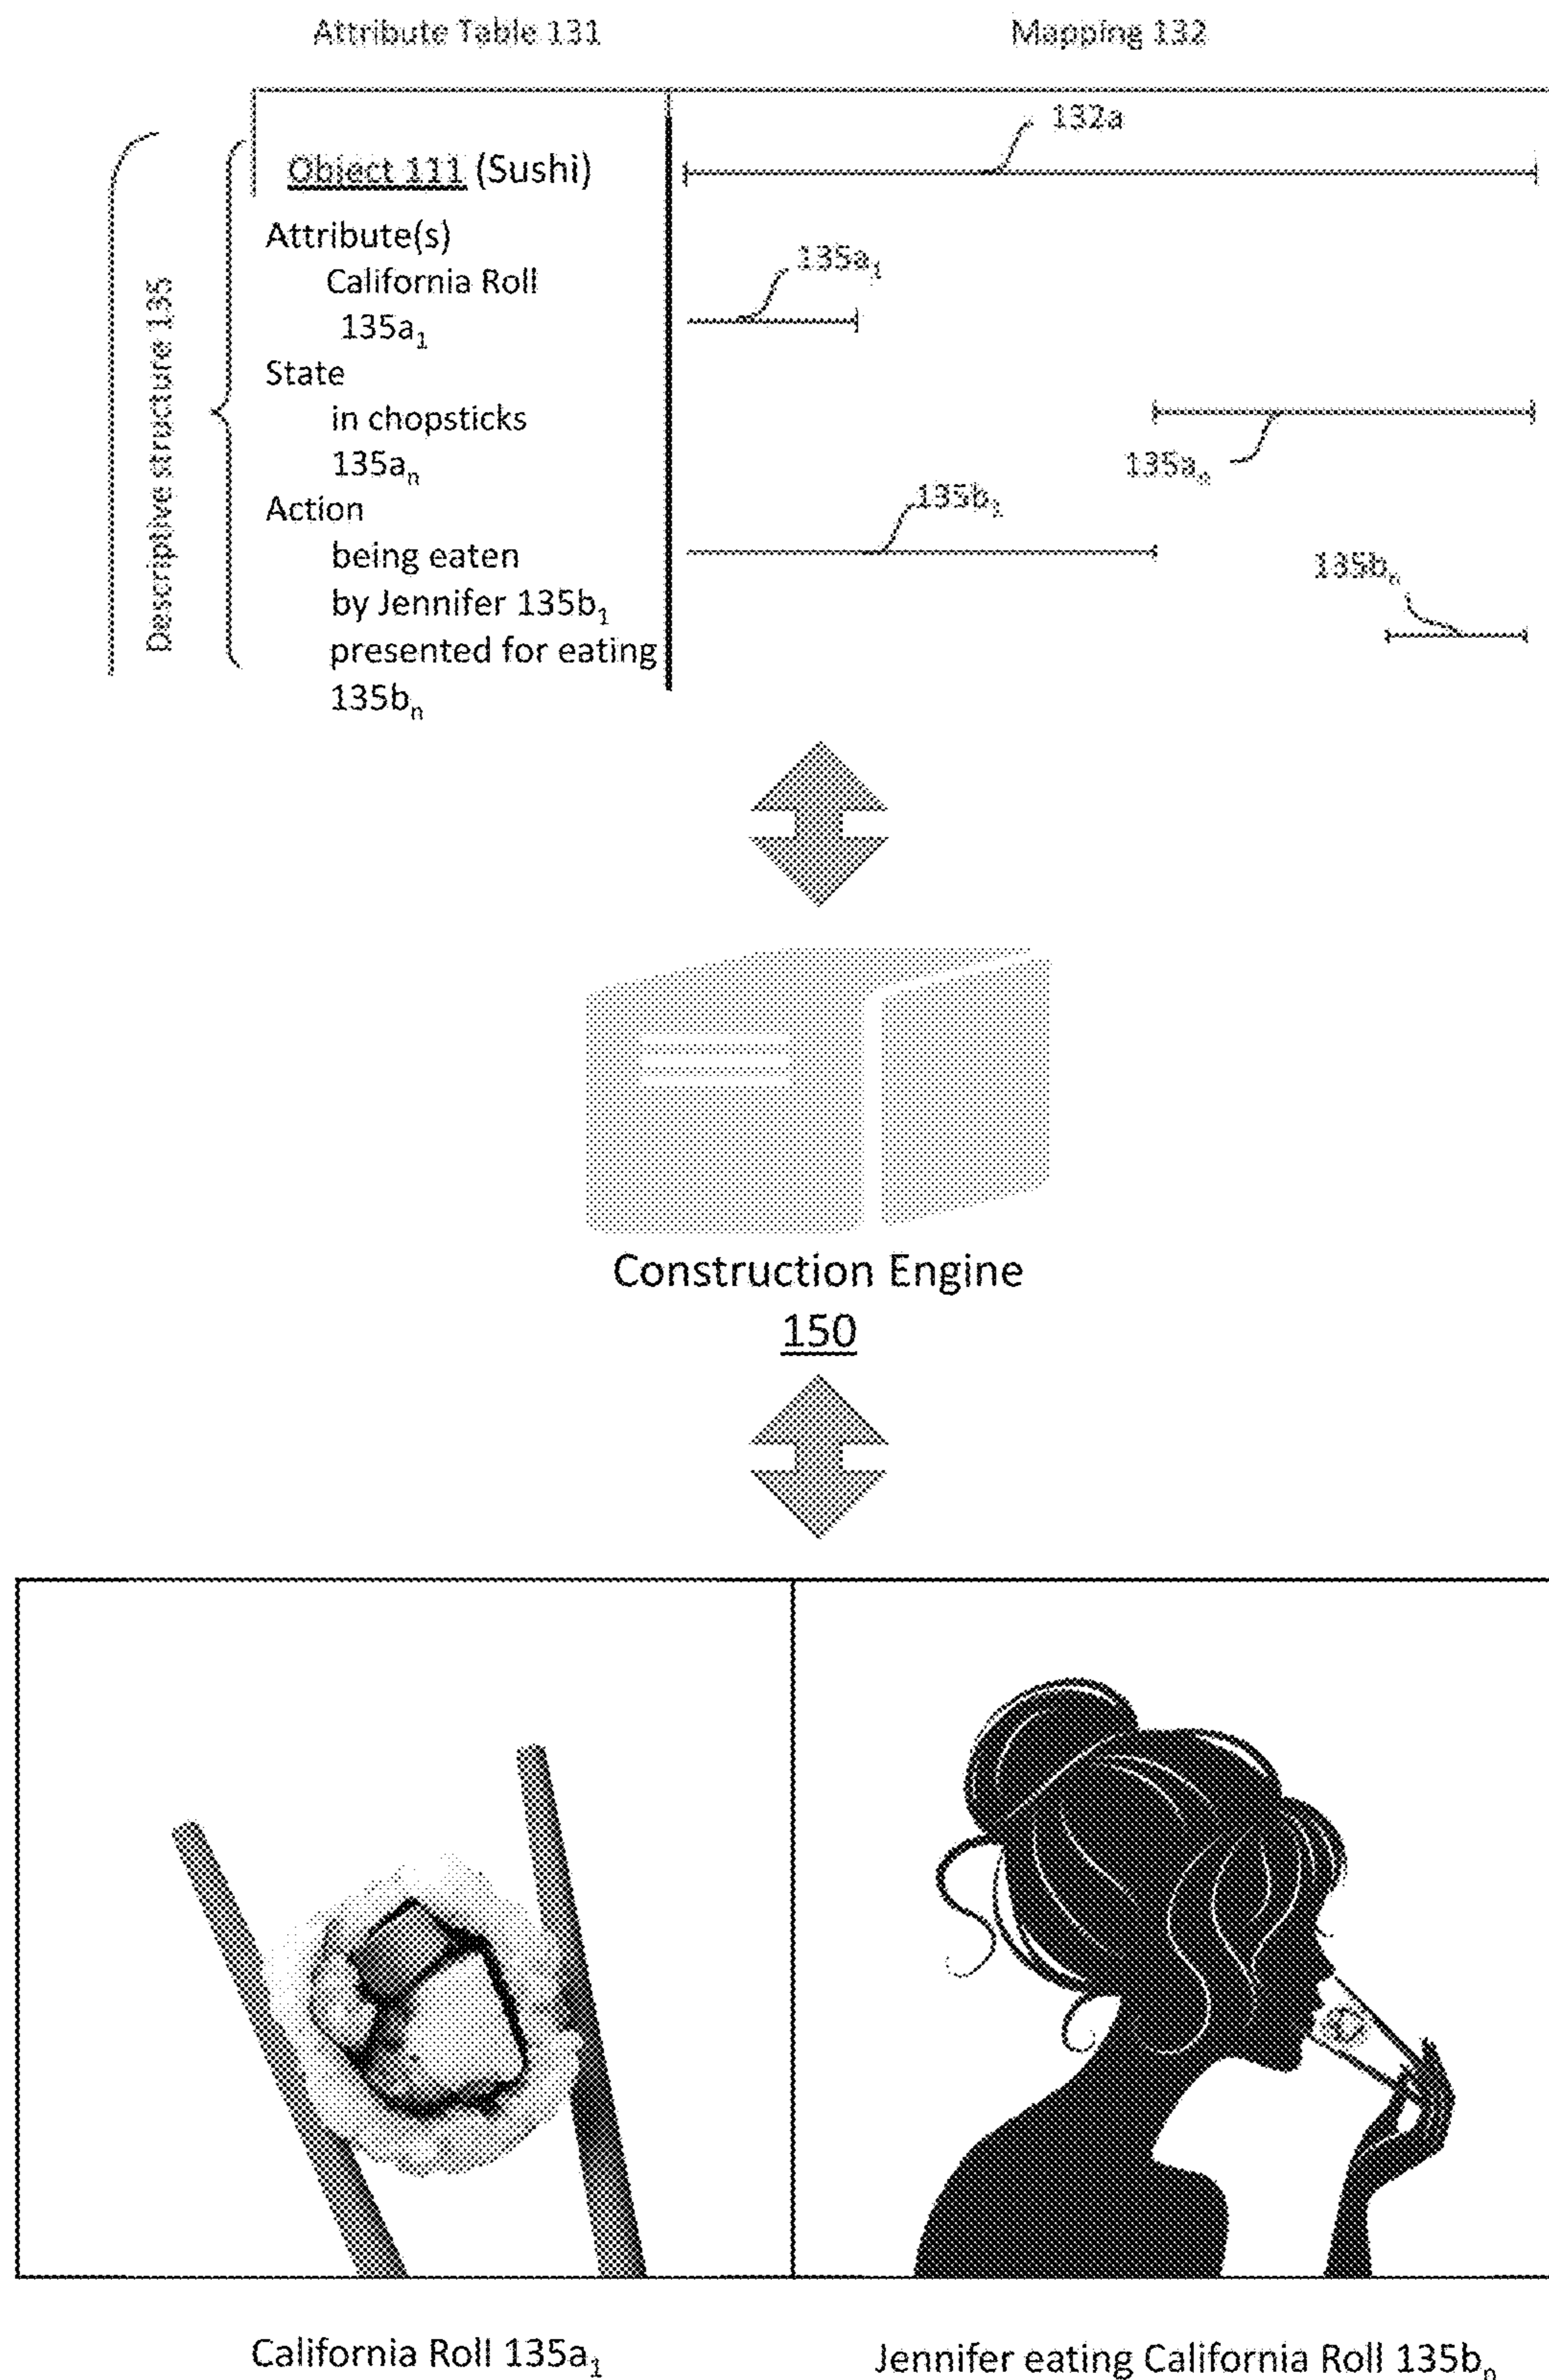 Attribute Table 131
Mapping 132
132a
Object 111 (Sushi)
Attribute(s)
135a1
California Roll
135a1
Descriptive structure 135
State
in chopsticks
135an
135an
Action
135b1
being eaten
135bn
by Jennifer 135b1
presented for eating
135bn
Construction Engine
150
California Roll 135a1
Jennifer eating California Roll 135bn